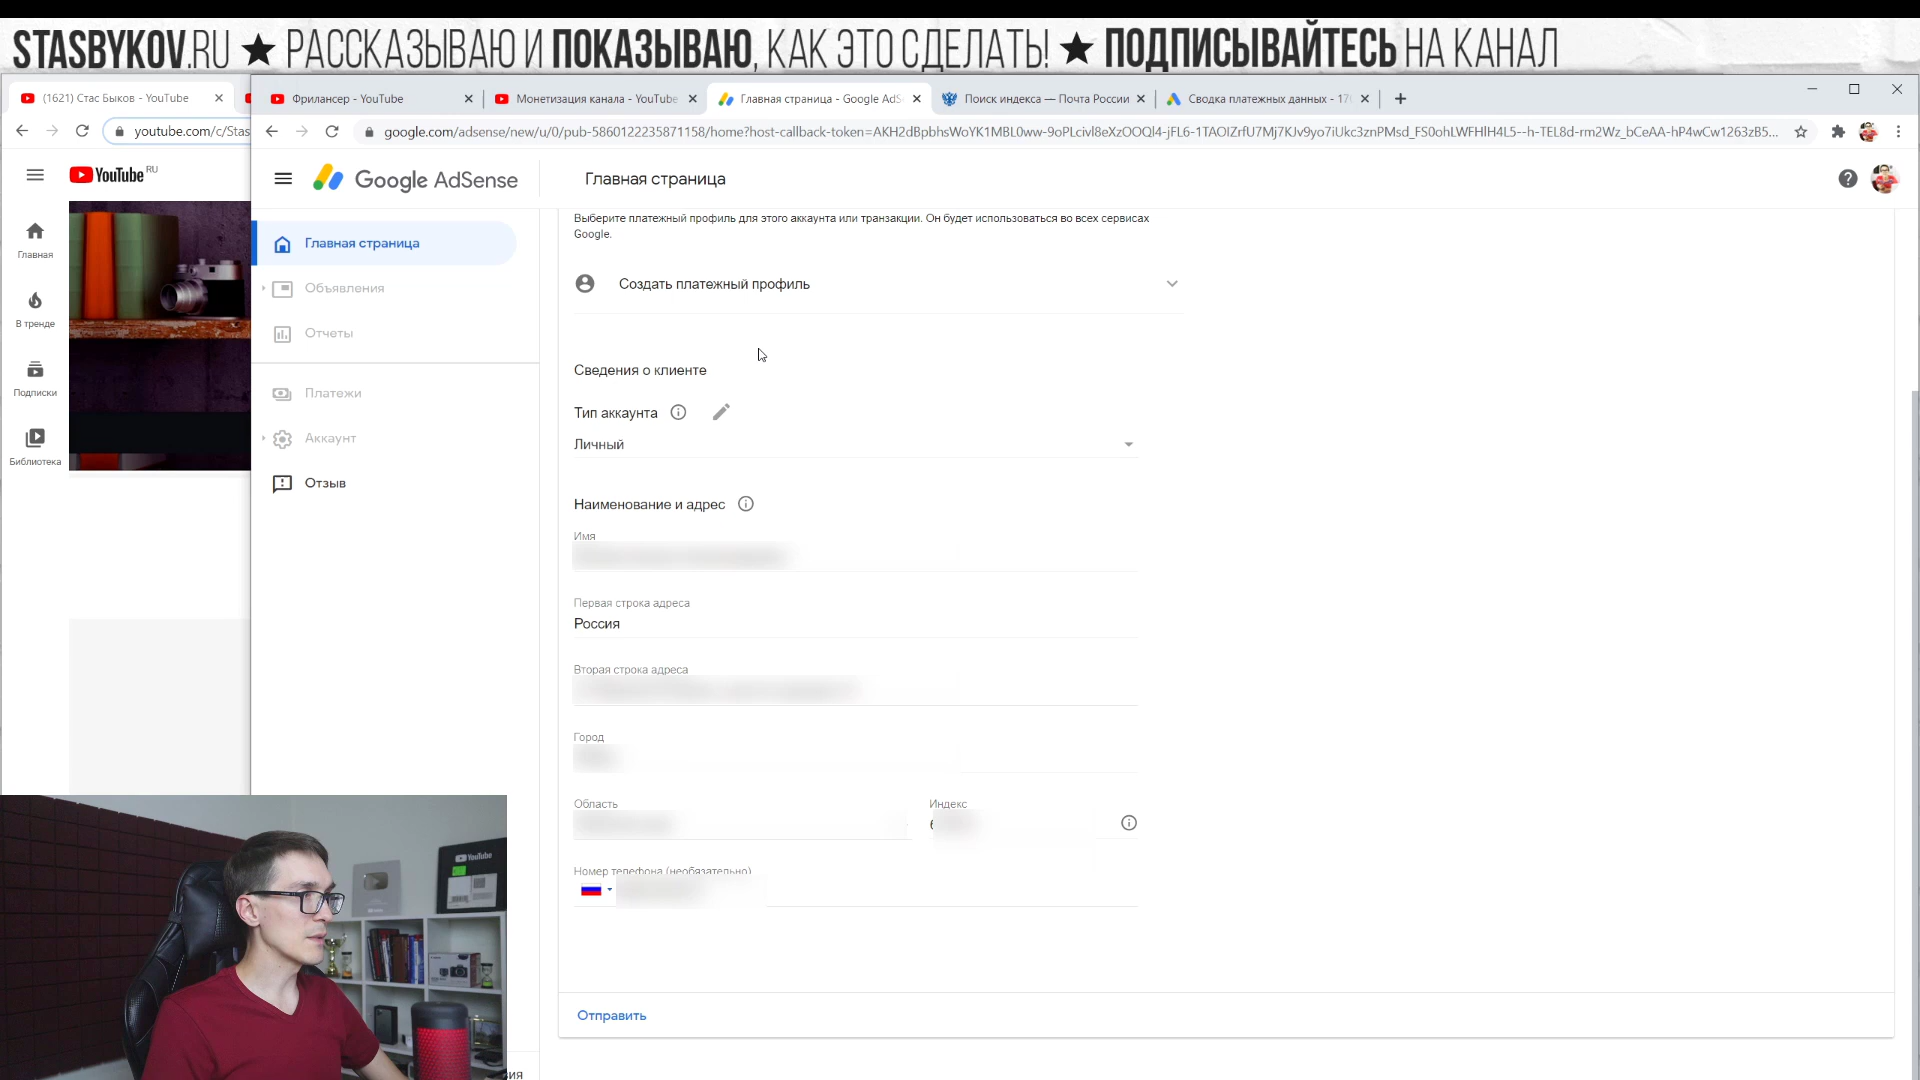 STASBYKOV.RU ★ РАССКАЗЫВАЮ И ПОКАЗЫВАЮ, КАК ЭТО СДЕЛАТЬ! ★ ПОДПИСЫВАЙТЕСЬ НА КАНАЛ
(1621) Стас Быков - YouTube
Фрилансер - YouTube
Монетизация канала - YouTube
Главная страница - Google AdS
Поиск индекса — Почта России
Сводка платежных данных - 17
youtube.com/c/Stas
google.com/adsense/new/u/0/pub-5860122235871158/home?host-callback-token=AKH2dBpbhsWoYK1MBL0ww-9oPLcivl8eXzOOQl4-jFL6-1TAOIZrfU7Mj7KJv9yo7iUkc3znPMsd_FS0ohLWFHlH4L5--h-TEL8d-rm2Wz_bCeAA-hP4wCw1263zB5...
YouTube RU
Главная
В тренде
Подписки
Библиотека
Google AdSense
Главная страница
Главная страница
Объявления
Отчеты
Платежи
Аккаунт
Отзыв
Выберите платежный профиль для этого аккаунта или транзакции. Он будет использоваться во всех сервисах
Google.
Создать платежный профиль
Сведения о клиенте
Тип аккаунта
Личный
Наименование и адрес
Имя
Первая строка адреса
Россия
Вторая строка адреса
Город
Область
Индекс
Номер телефона (необязательно)
Отправить
YouTube